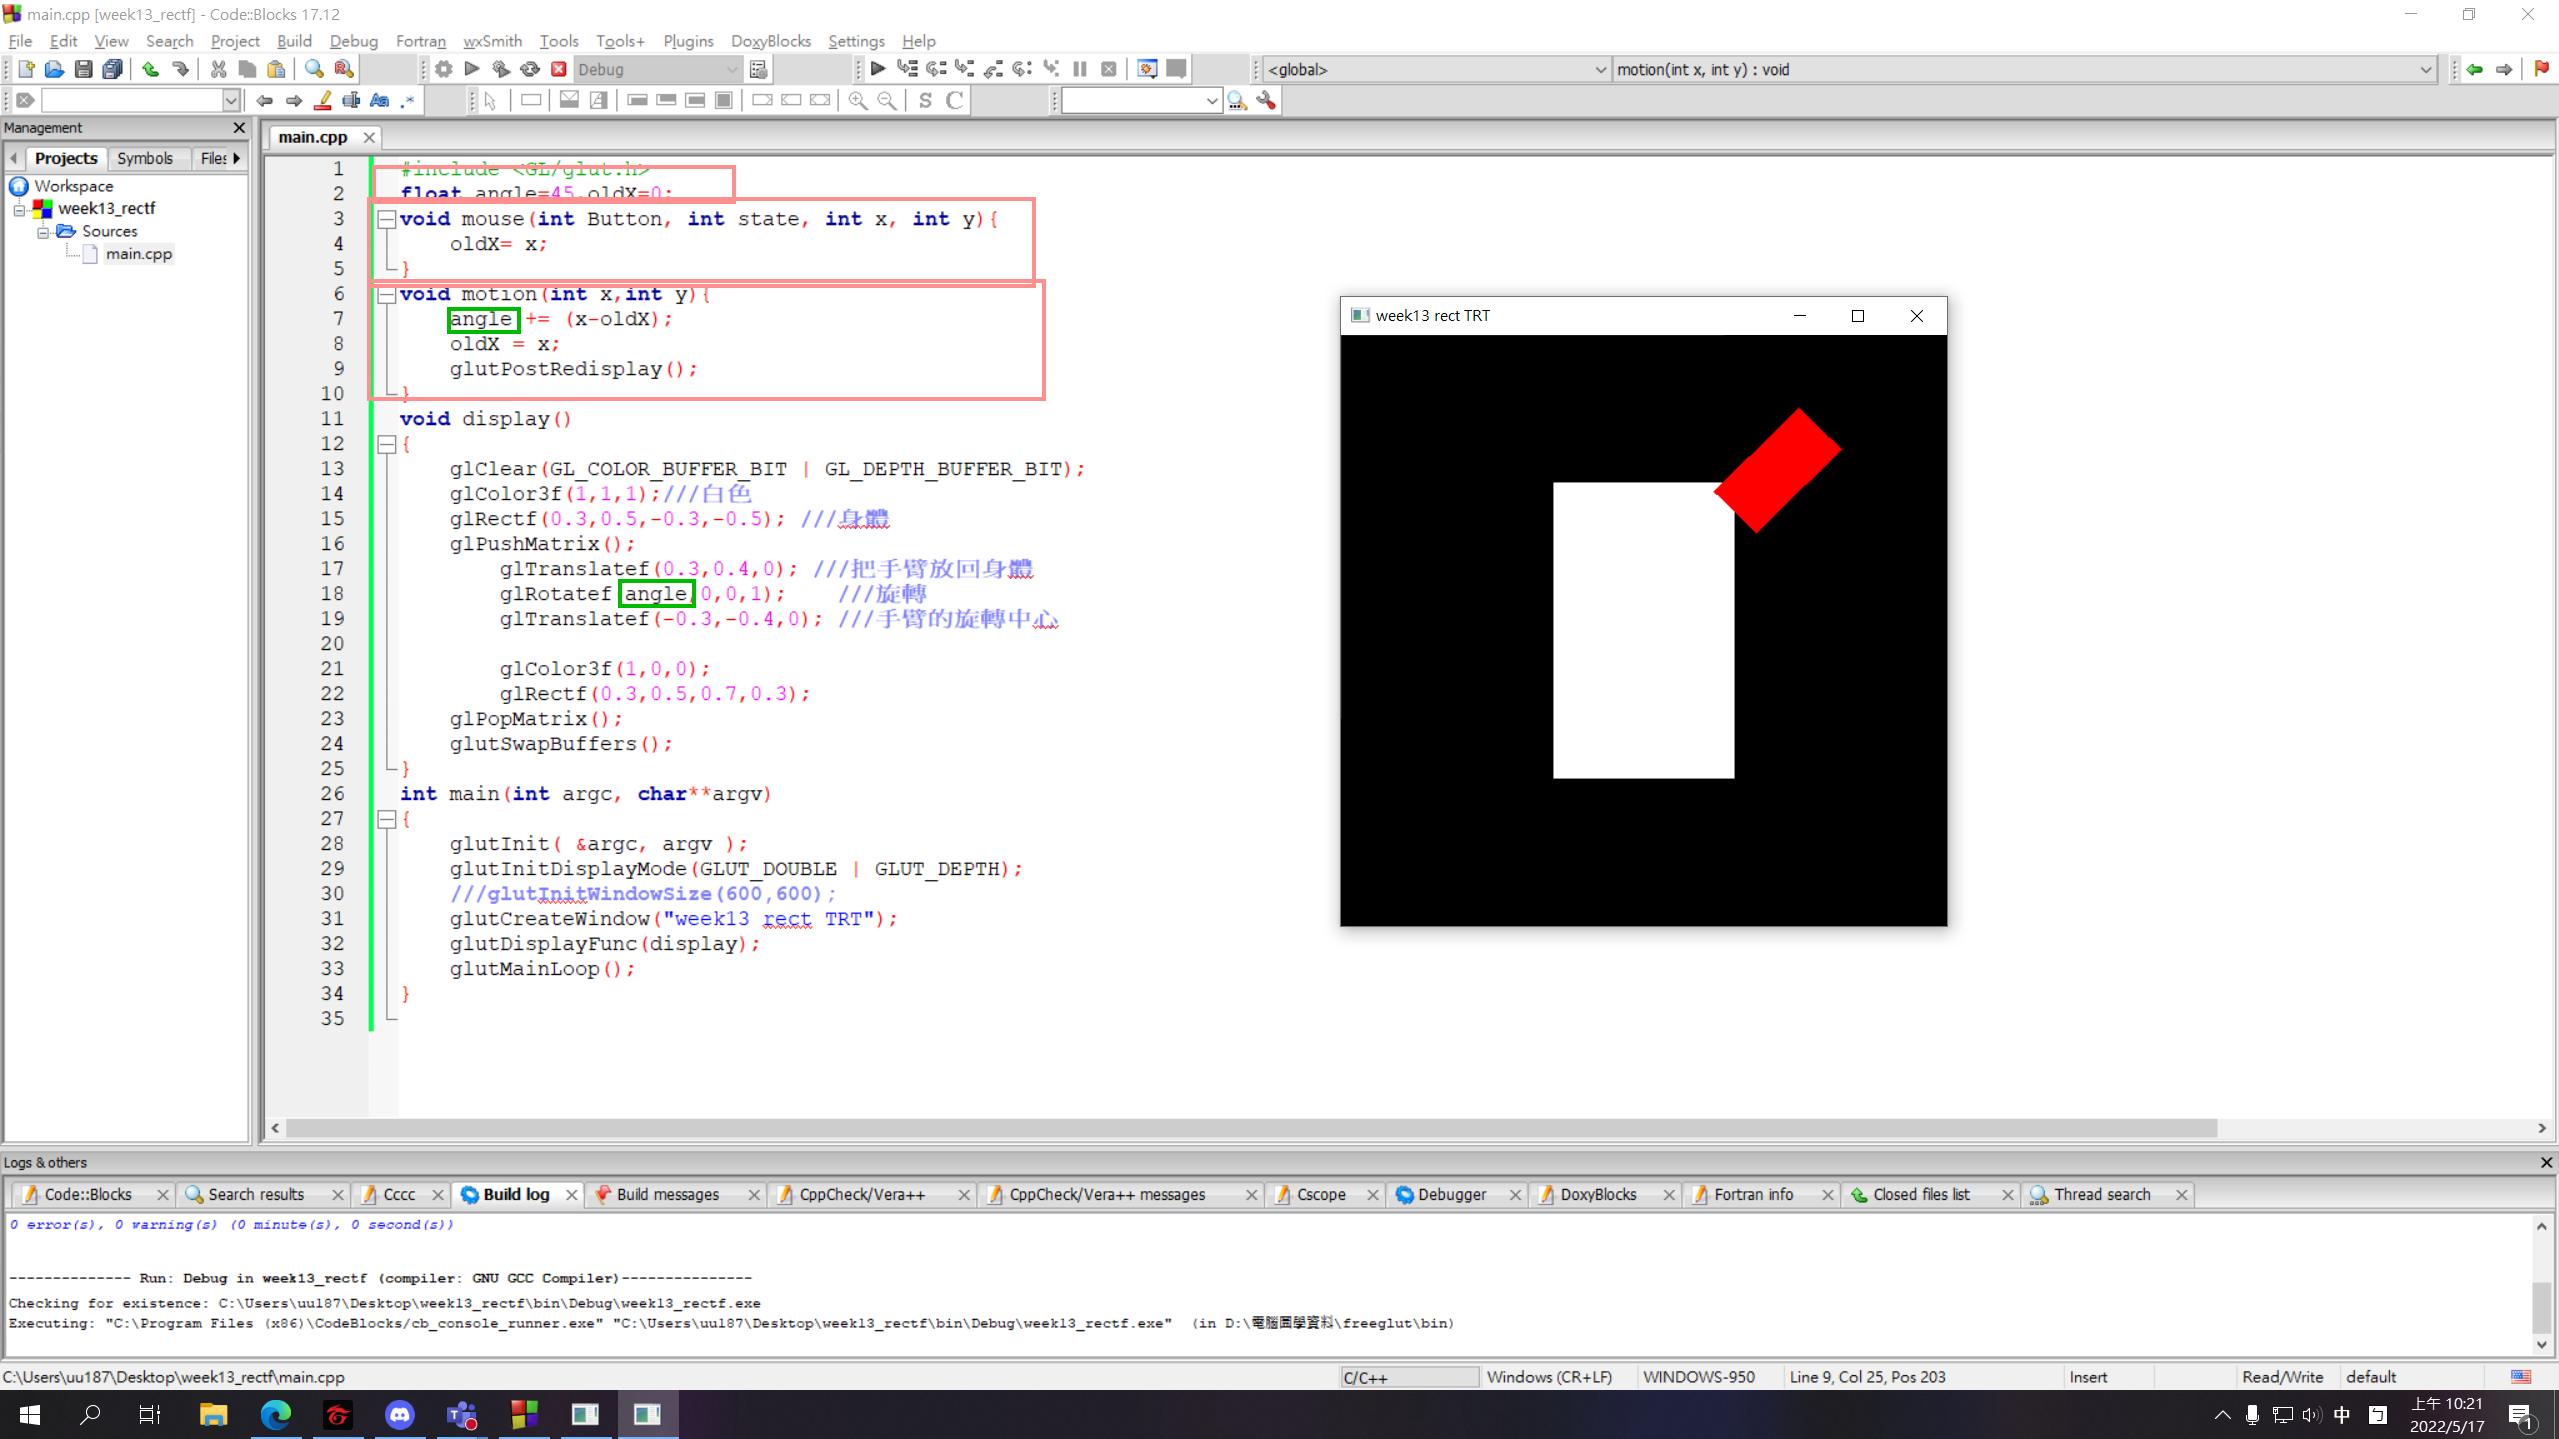 main.cpp [week13_rectf] - Code::Blocks 17.12
File Edit View Search Project Build Debug Fortran wxSmith Tools Tools+ Plugins DoxyBlocks Settings Help
Debug
<global>
motion(int x, int y) : void
S C
Management
main.cpp
Projects Symbols Files
Workspace
week13_rectf
Sources
main.cpp
1 #include <GL/glut.h>
2 float angle=45,oldX=0;
3 void mouse(int Button, int state, int x, int y){
4 oldX= x;
5 }
6 void motion(int x,int y){
7 angle += (x-oldX);
8 oldX = x;
9 glutPostRedisplay();
10 }
11 void display()
12 {
13 glClear(GL_COLOR_BUFFER_BIT | GL_DEPTH_BUFFER_BIT);
14 glColor3f(1,1,1);///白色
15 glRectf(0.3,0.5,-0.3,-0.5); ///身體
16 glPushMatrix();
17 glTranslatef(0.3,0.4,0); ///把手臂放回身體
18 glRotatef angle,0,0,1); ///旋轉
19 glTranslatef(-0.3,-0.4,0); ///手臂的旋轉中心
20
21 glColor3f(1,0,0);
22 glRectf(0.3,0.5,0.7,0.3);
23 glPopMatrix();
24 glutSwapBuffers();
25 }
26 int main(int argc, char**argv)
27 {
28 glutInit( &argc, argv );
29 glutInitDisplayMode(GLUT_DOUBLE | GLUT_DEPTH);
30 ///glutInitWindowSize(600,600);
31 glutCreateWindow("week13 rect TRT");
32 glutDisplayFunc(display);
33 glutMainLoop();
34 }
35
week13 rect TRT
Logs & others
Code::Blocks Search results Cccc Build log Build messages CppCheck/Vera++ CppCheck/Vera++ messages Cscope Debugger DoxyBlocks Fortran info Closed files list Thread search
0 error(s), 0 warning(s) (0 minute(s), 0 second(s))
-------------- Run: Debug in week13_rectf (compiler: GNU GCC Compiler)---------------
Checking for existence: C:\Users\uu187\Desktop\week13_rectf\bin\Debug\week13_rectf.exe
Executing: "C:\Program Files (x86)\CodeBlocks/cb_console_runner.exe" "C:\Users\uu187\Desktop\week13_rectf\bin\Debug\week13_rectf.exe" (in D:\電腦圖學資料\freeglut\bin)
C:\Users\uu187\Desktop\week13_rectf\main.cpp
C/C++ Windows (CR+LF) WINDOWS-950 Line 9, Col 25, Pos 203 Insert Read/Write default
中 ㄅ 上午 10:21
2022/5/17
1